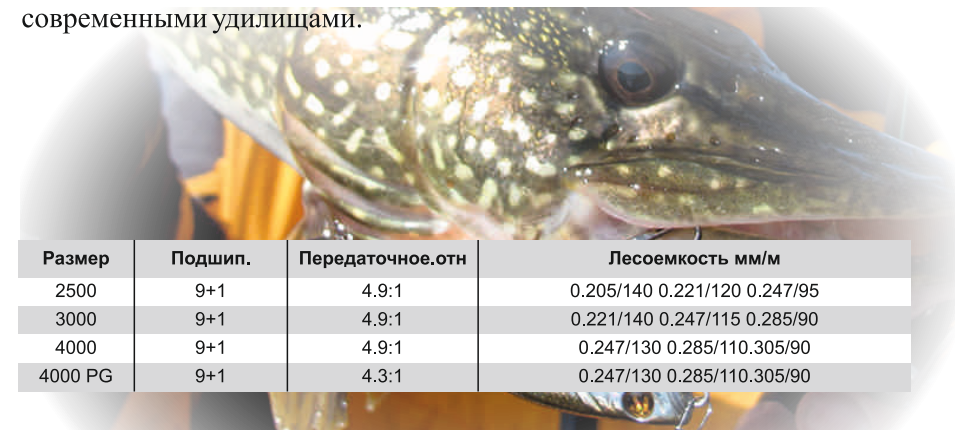 современными удилищами.
Размер Подшип. Передаточное.отн Лесоемкость мм/м
2500 9+1 4.9:1 0.205/140 0.221/120 0.247/95
3000 9+1 4.9:1 0.221/140 0.247/115 0.285/90
4000 9+1 4.9:1 0.247/130 0.285/110.305/90
4000 PG 9+1 4.3:1 0.247/130 0.285/110.305/90